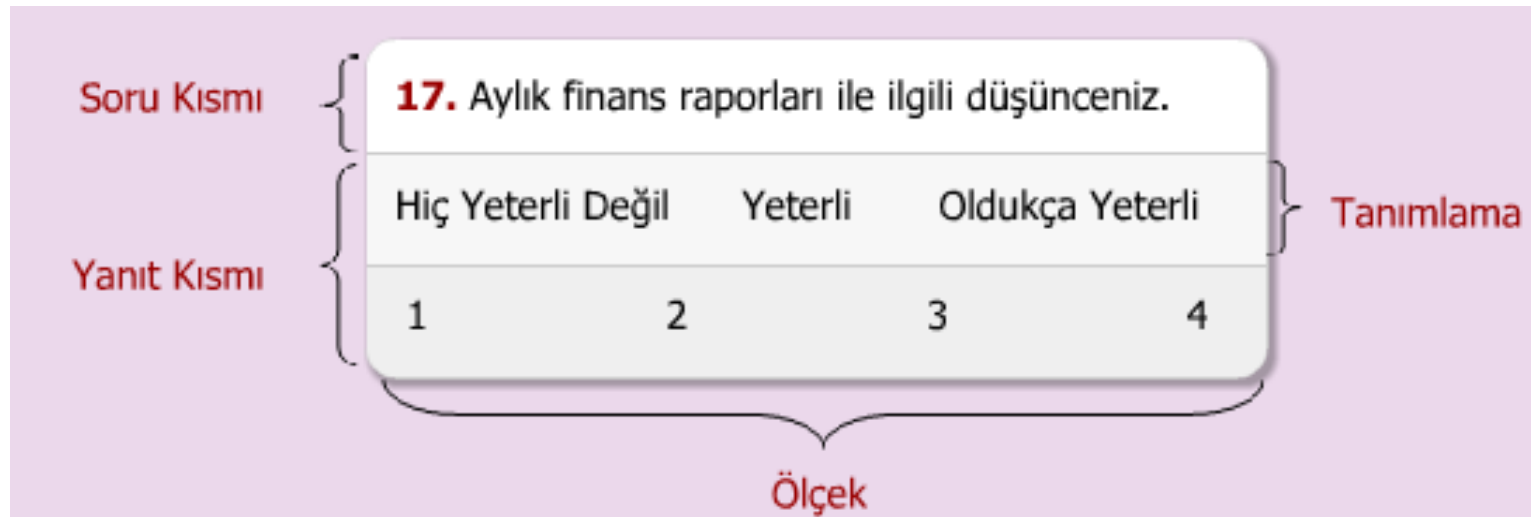 Soru Kısmı
17. Aylık finans raporları ile ilgili düşünceniz.
Hiç Yeterli Değil Yeterli Oldukça Yeterli
Tanımlama
Yanıt Kısmı
1 2 3 4
Ölçek